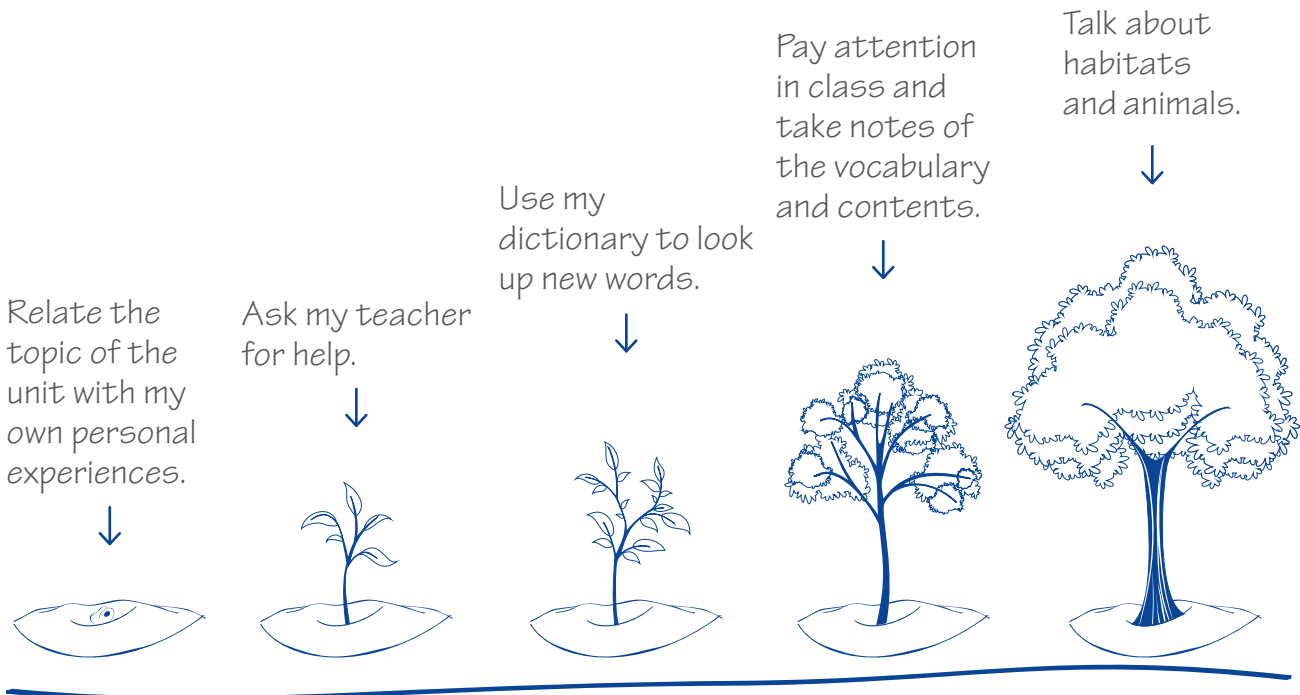 Relate the
topic of the
unit with my
own personal
experiences.
Ask my teacher
for help.
Use my
dictionary to look
up new words.
Pay attention
in class and
take notes of
the vocabulary
and contents.
Talk about
habitats
and animals.